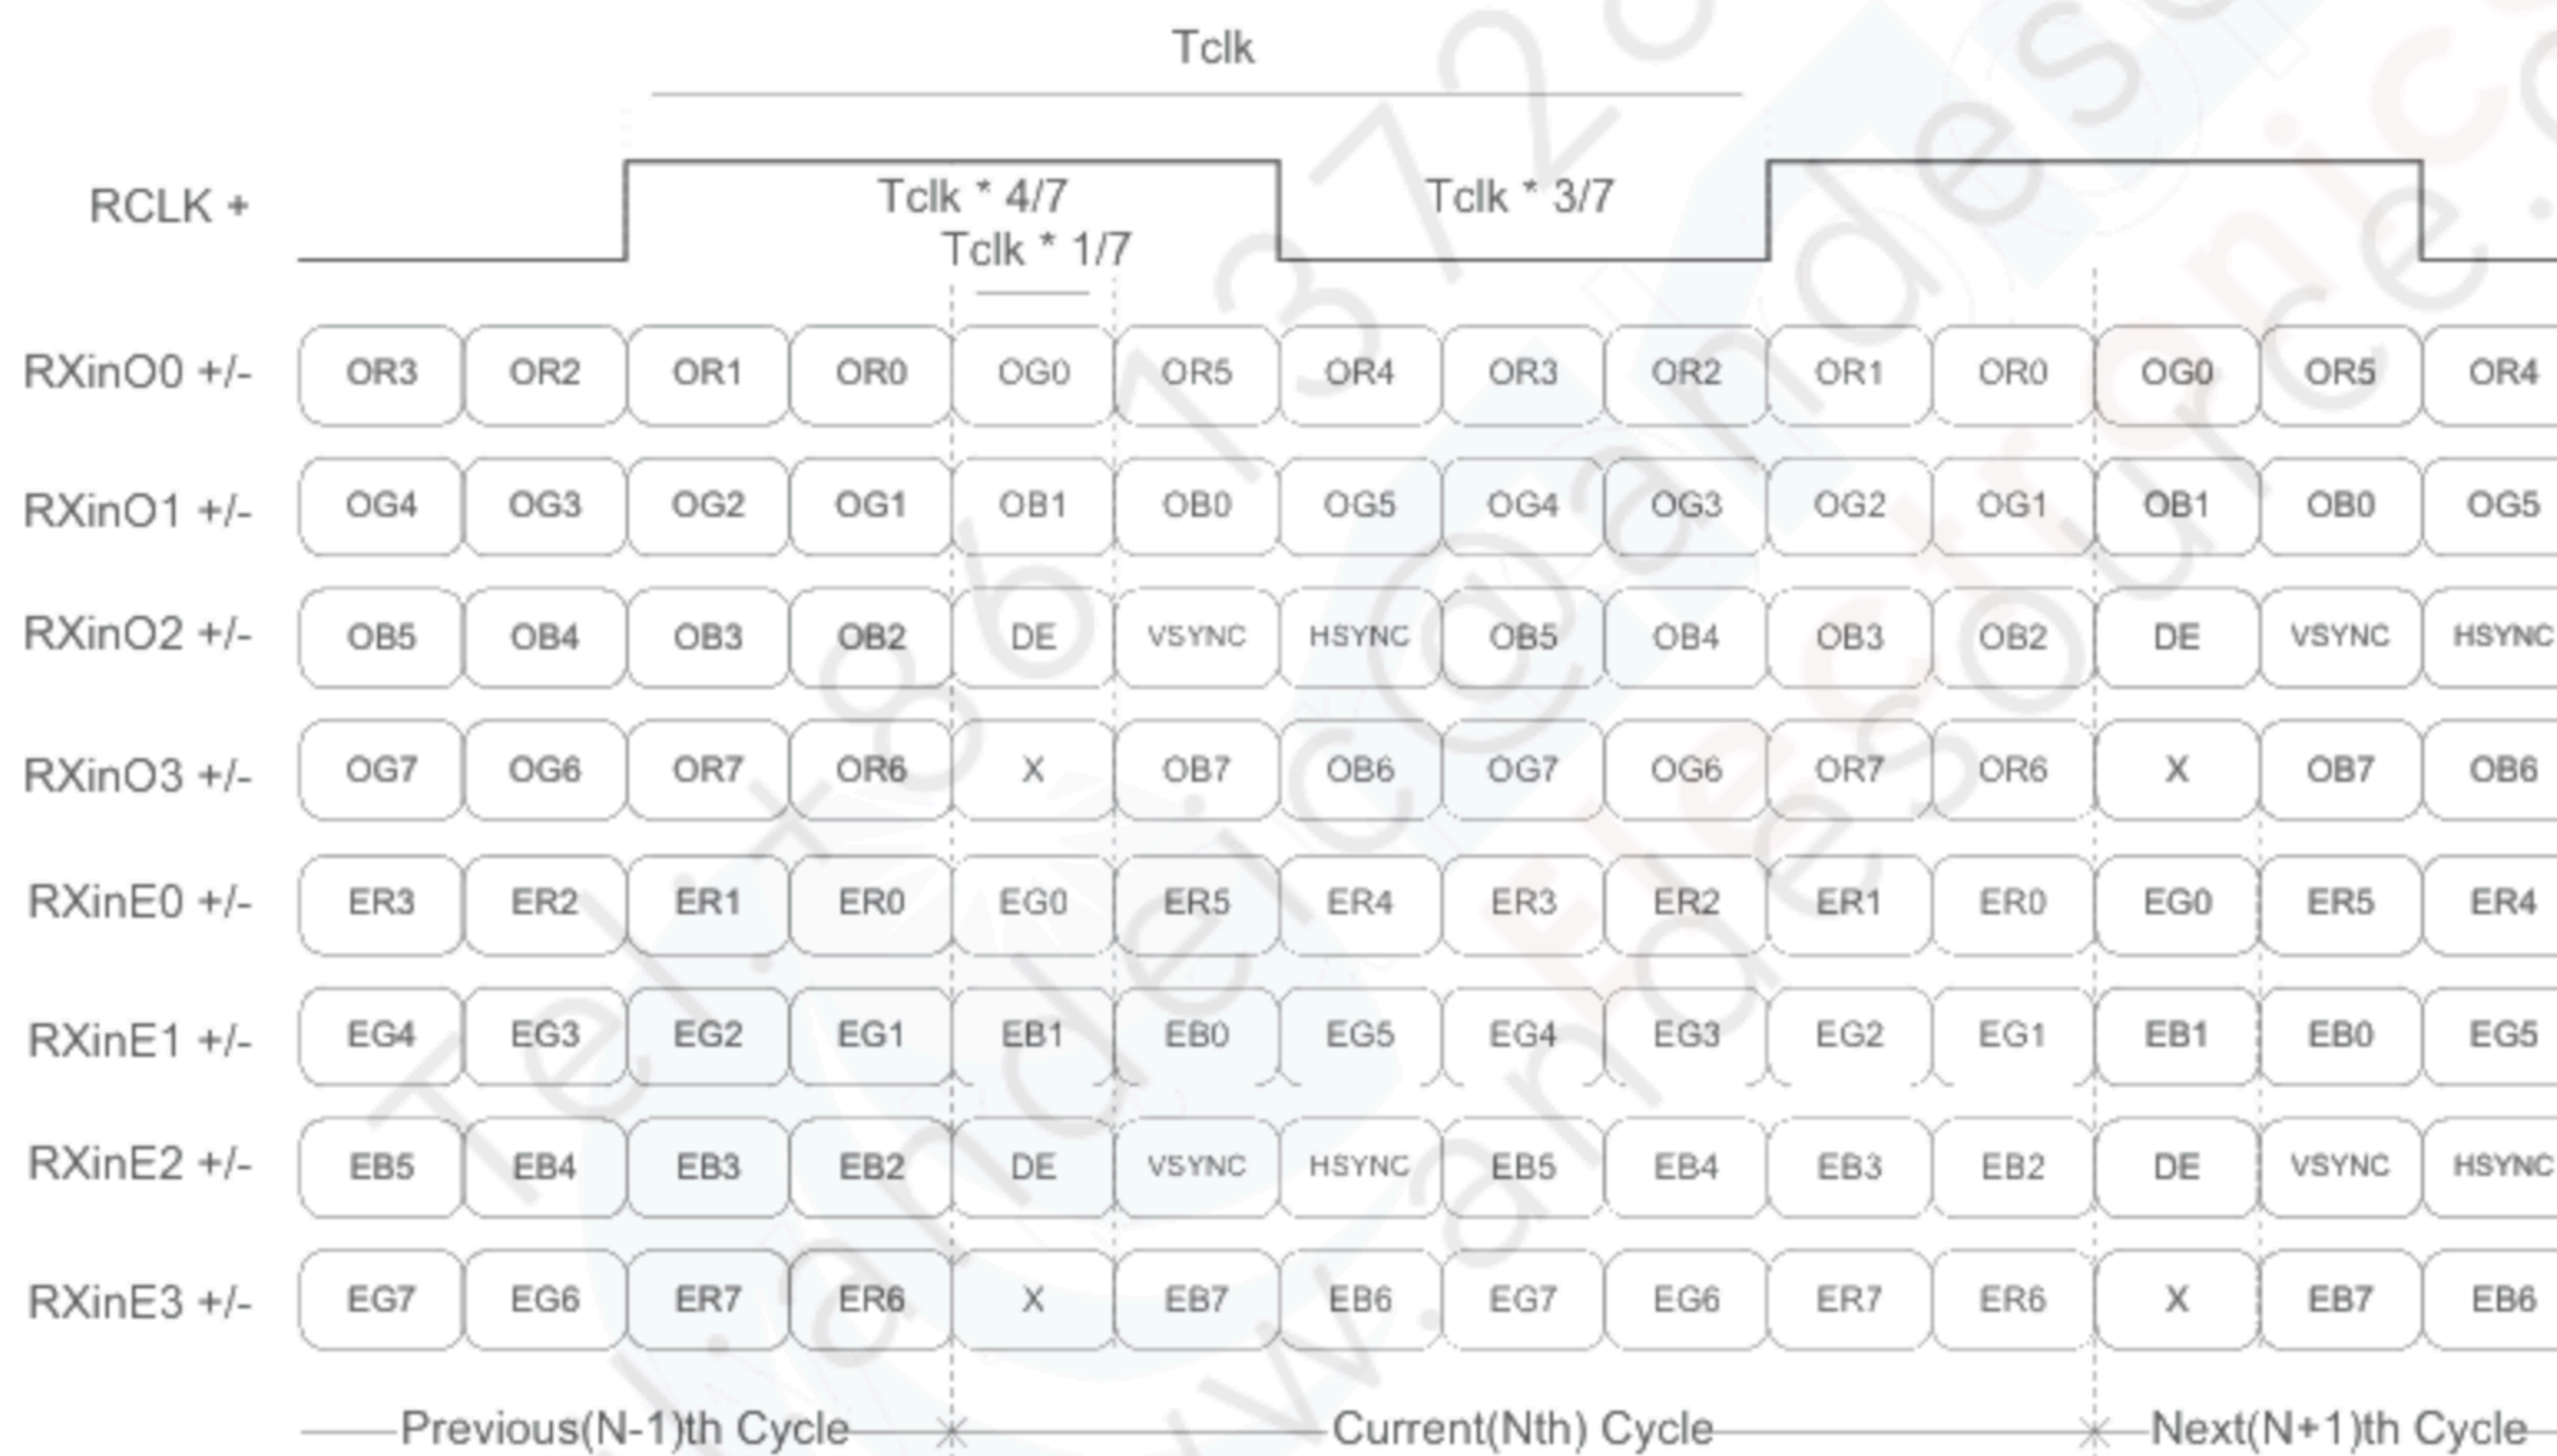 Tclk
RCLK + Tclk * 4/7 Tclk * 3/7
Tclk * 1/7
RXinO0 +/- OR3 OR2 OR1 OR0 OG0 OR5 OR4 OR3 OR2 OR1 OR0 OG0 OR5 OR4
RXinO1 +/- OG4 OG3 OG2 OG1 OB1 OB0 OG5 OG4 OG3 OG2 OG1 OB1 OB0 OG5
RXinO2 +/- OB5 OB4 OB3 OB2 DE VSYNC HSYNC OB5 OB4 OB3 OB2 DE VSYNC HSYNC
RXinO3 +/- OG7 OG6 OR7 OR6 X OB7 OB6 OG7 OG6 OR7 OR6 X OB7 OB6
RXinE0 +/- ER3 ER2 ER1 ER0 EG0 ER5 ER4 ER3 ER2 ER1 ER0 EG0 ER5 ER4
RXinE1 +/- EG4 EG3 EG2 EG1 EB1 EB0 EG5 EG4 EG3 EG2 EG1 EB1 EB0 EG5
RXinE2 +/- EB5 EB4 EB3 EB2 DE VSYNC HSYNC EB5 EB4 EB3 EB2 DE VSYNC HSYNC
RXinE3 +/- EG7 EG6 ER7 ER6 X EB7 EB6 EG7 EG6 ER7 ER6 X EB7 EB6
Previous(N-1)th Cycle Current(Nth) Cycle Next(N+1)th Cycle